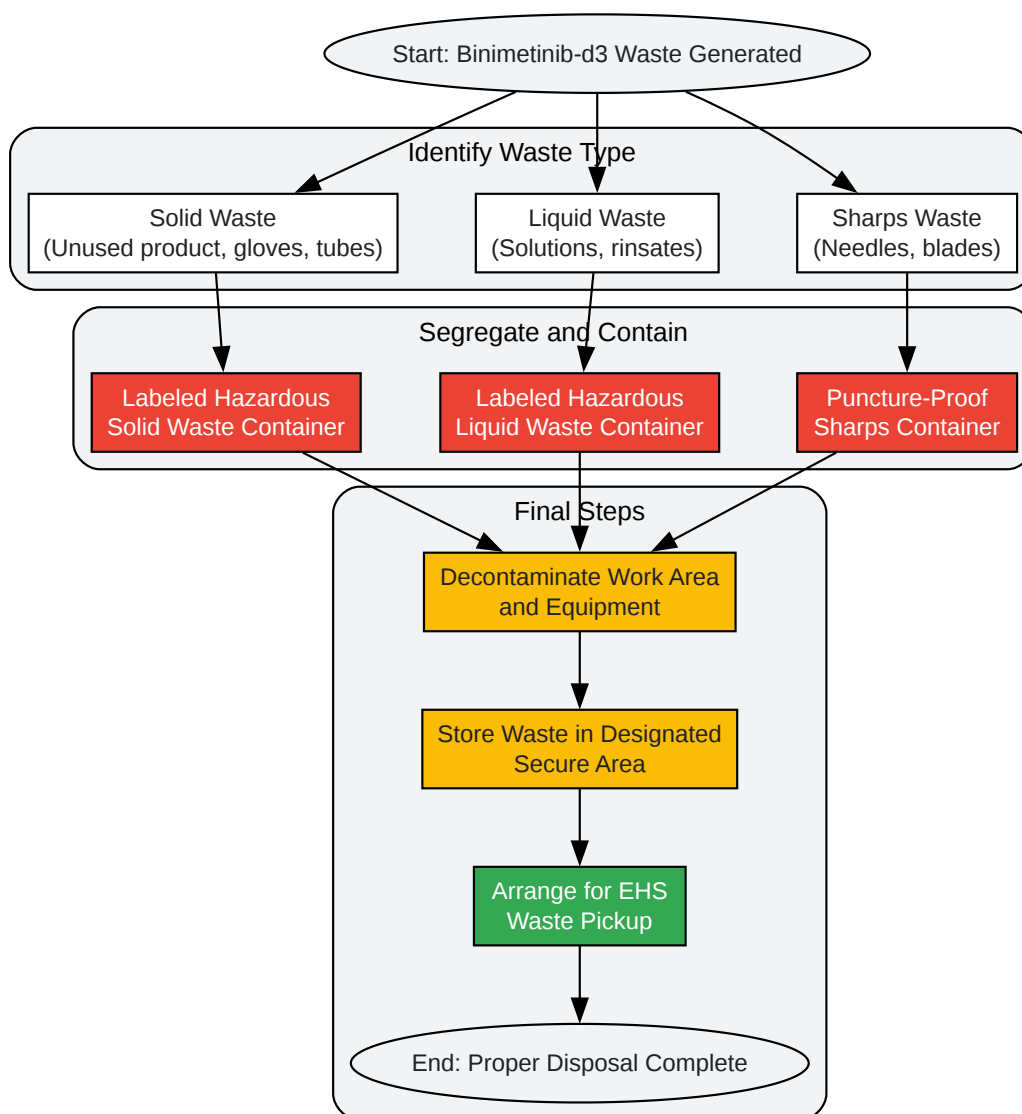 Start: Binimetinib-d3 Waste Generated
Identify Waste Type
Solid Waste
(Unused product, gloves, tubes)
Liquid Waste
(Solutions, rinsates)
Sharps Waste
(Needles, blades)
Segregate and Contain
Labeled Hazardous
Solid Waste Container
Labeled Hazardous
Liquid Waste Container
Puncture-Proof
Sharps Container
Final Steps
Decontaminate Work Area
and Equipment
Store Waste in Designated
Secure Area
Arrange for EHS
Waste Pickup
End: Proper Disposal Complete